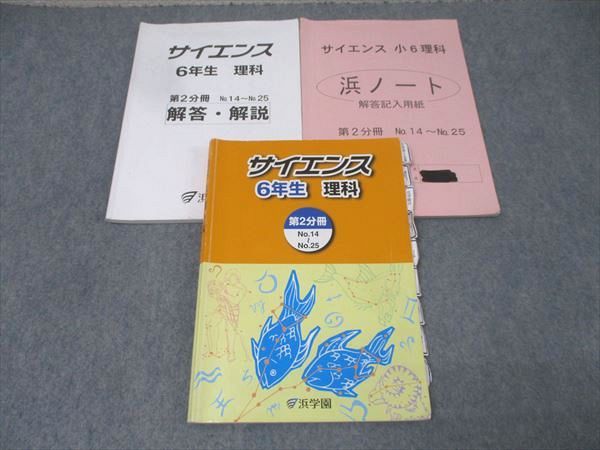 サイエンス
6年生 理科
第2分冊 No.14〜No.25
解答・解説
浜
サイエンス 小6理科
浜ノート
解答記入用紙
第2分冊 No.14〜No.25
サイエンス
6年生 理科
第2分冊
No.14
〜
No.25
浜学園